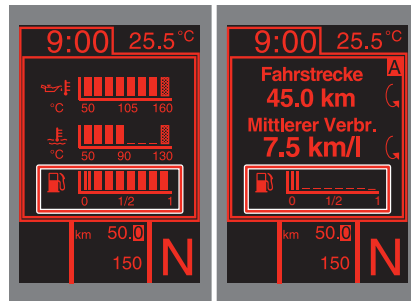 9:00 25.5°C
°C 50 105 160
°C 50 90 130
0 1/2 1
km 50.0
150 N
9:00 25.5°C
A
Fahrstrecke
45.0 km
Mittlerer Verbr.
7.5 km/l
0 1/2 1
km 50.0
150 N